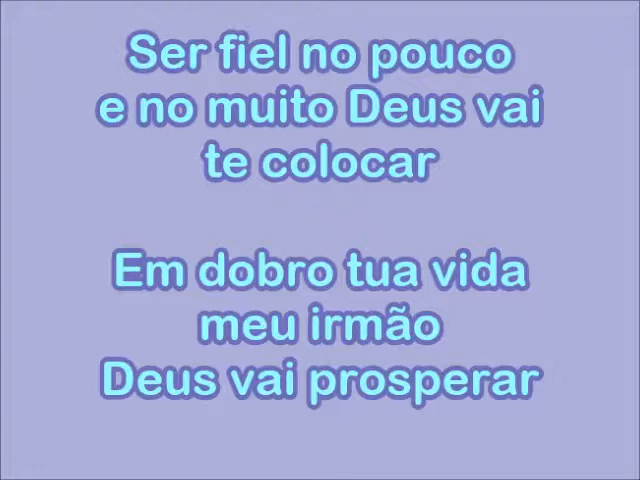 Ser fiel no pouco
e no muito Deus vai
te colocar
Em dobro tua vida
meu irmão
Deus vai prosperar